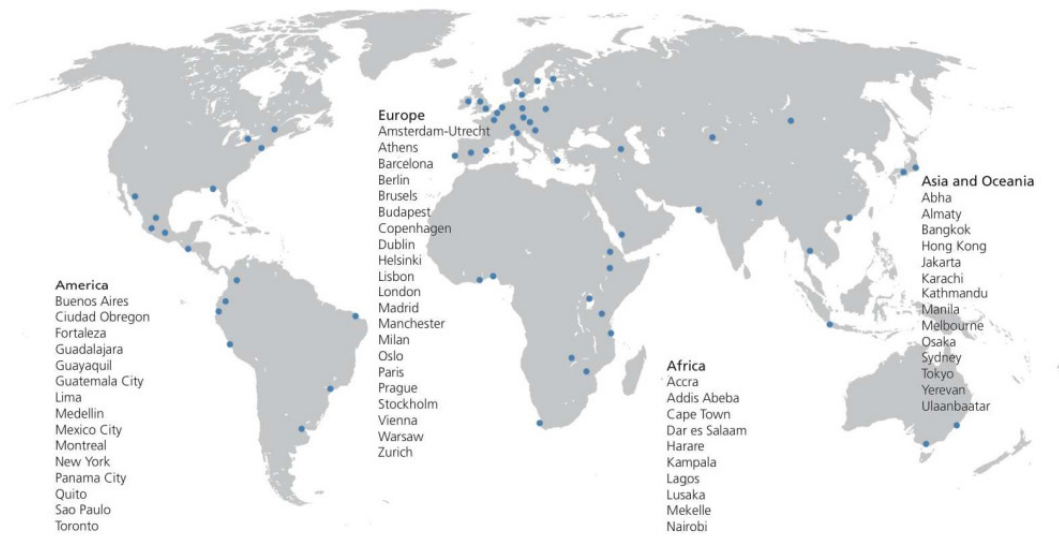 Europe
Amsterdam-Utrecht
Athens
Barcelona
Berlin
Brusels
Budapest
Copenhagen
Dublin
Helsinki
Lisbon
London
Madrid
Manchester
Milan
Oslo
Paris
Prague
Stockholm
Vienna
Warsaw
Zurich
Asia and Oceania
Abha
Almaty
Bangkok
Hong Kong
Jakarta
Karachi
Kathmandu
Manila
Melbourne
Osaka
Sydney
Tokyo
Yerevan
Ulaanbaatar
America
Buenos Aires
Ciudad Obregon
Fortaleza
Guadalajara
Guayaquil
Guatemala City
Lima
Medellin
Mexico City
Montreal
New York
Panama City
Quito
Sao Paulo
Toronto
Africa
Accra
Addis Abeba
Cape Town
Dar es Salaam
Harare
Kampala
Lagos
Lusaka
Mekelle
Nairobi